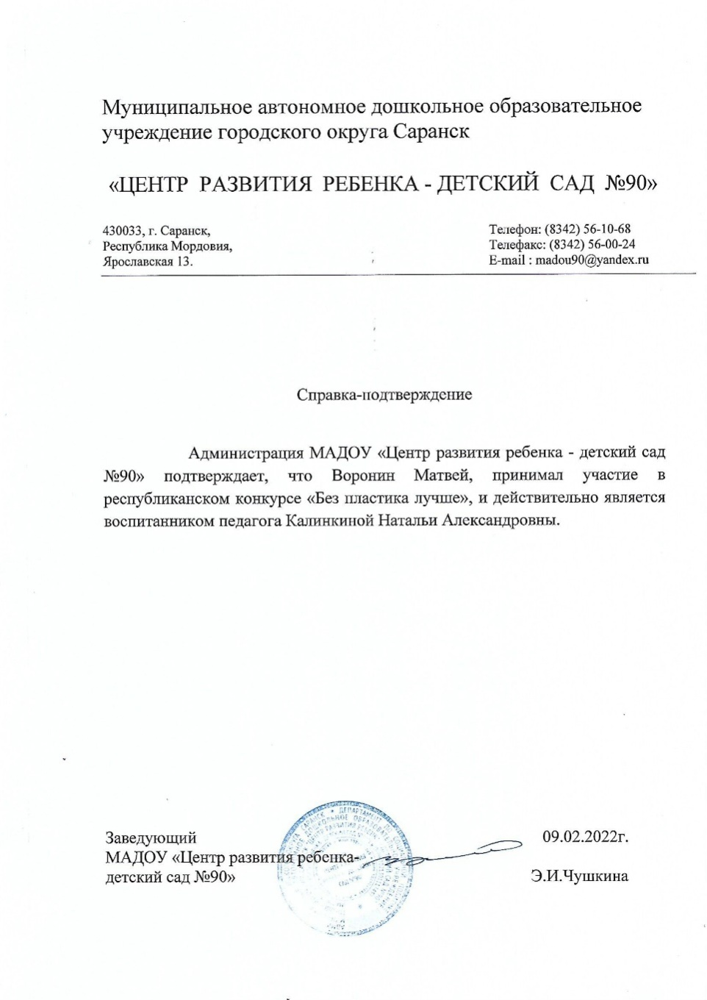 Муниципальное автономное дошкольное образовательное
учреждение городского округа Саранск
«ЦЕНТР РАЗВИТИЯ РЕБЕНКА - ДЕТСКИЙ САД №90»
430033, г. Саранск,
Республика Мордовия,
Ярославская 13.
Телефон: (8342) 56-10-68
Телефакс: (8342) 56-00-24
E-mail : madou90@yandex.ru
Справка-подтверждение
Администрация МАДОУ «Центр развития ребенка - детский сад
№90» подтверждает, что Воронин Матвей, принимал участие в
республиканском конкурсе «Без пластика лучше», и действительно является
воспитанником педагога Калинкиной Натальи Александровны.
Заведующий
МАДОУ «Центр развития ребенка-
детский сад №90»
09.02.2022г.
Э.И.Чушкина
САРАНСК * ДЕПАРТАМЕНТ